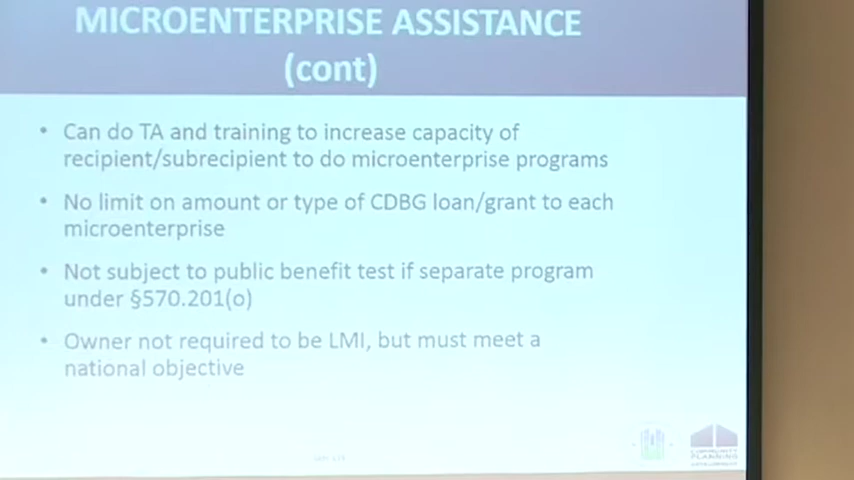 MICROENTERPRISE ASSISTANCE
(cont)
• Can do TA and training to increase capacity of
recipient/subrecipient to do microenterprise programs
• No limit on amount or type of CDBG loan/grant to each
microenterprise
• Not subject to public benefit test if separate program
under §570.201(o)
• Owner not required to be LMI, but must meet a
national objective
COMMUNITY
PLANNING